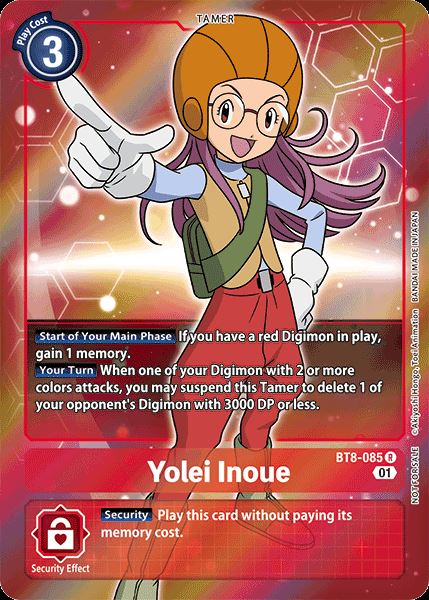 TAMER
Play Cost
3
Start of Your Main Phase If you have a red Digimon in play,
gain 1 memory.
Your Turn When one of your Digimon with 2 or more
colors attacks, you may suspend this Tamer to delete 1 of
your opponent's Digimon with 3000 DP or less.
BT8-085 R
Yolei Inoue
01
Security Play this card without paying its
memory cost.
Security Effect
NOT FOR SALE ©Akiyoshi Hongo, Toei Animation BANDAI MADE IN JAPAN